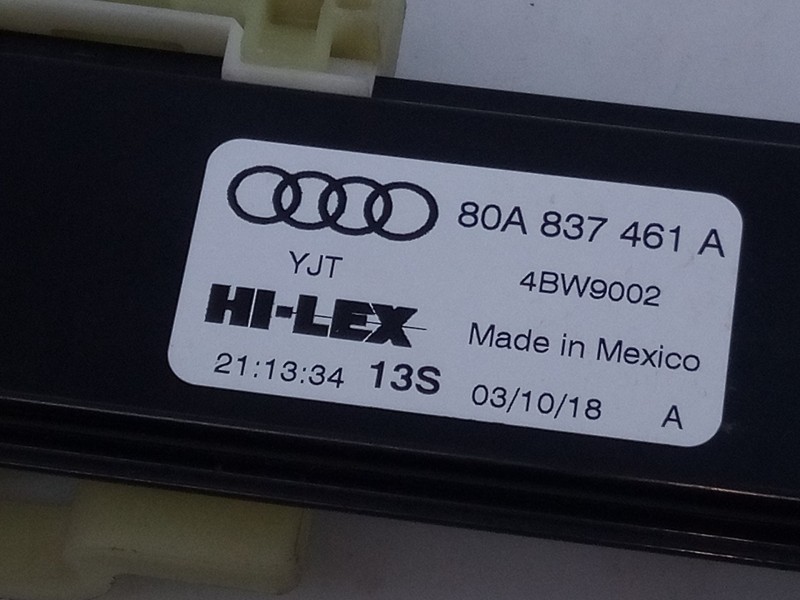 80A 837 461 A
YJT
4BW9002
HI-LEX
Made in Mexico
21:13:34 13S 03/10/18 A